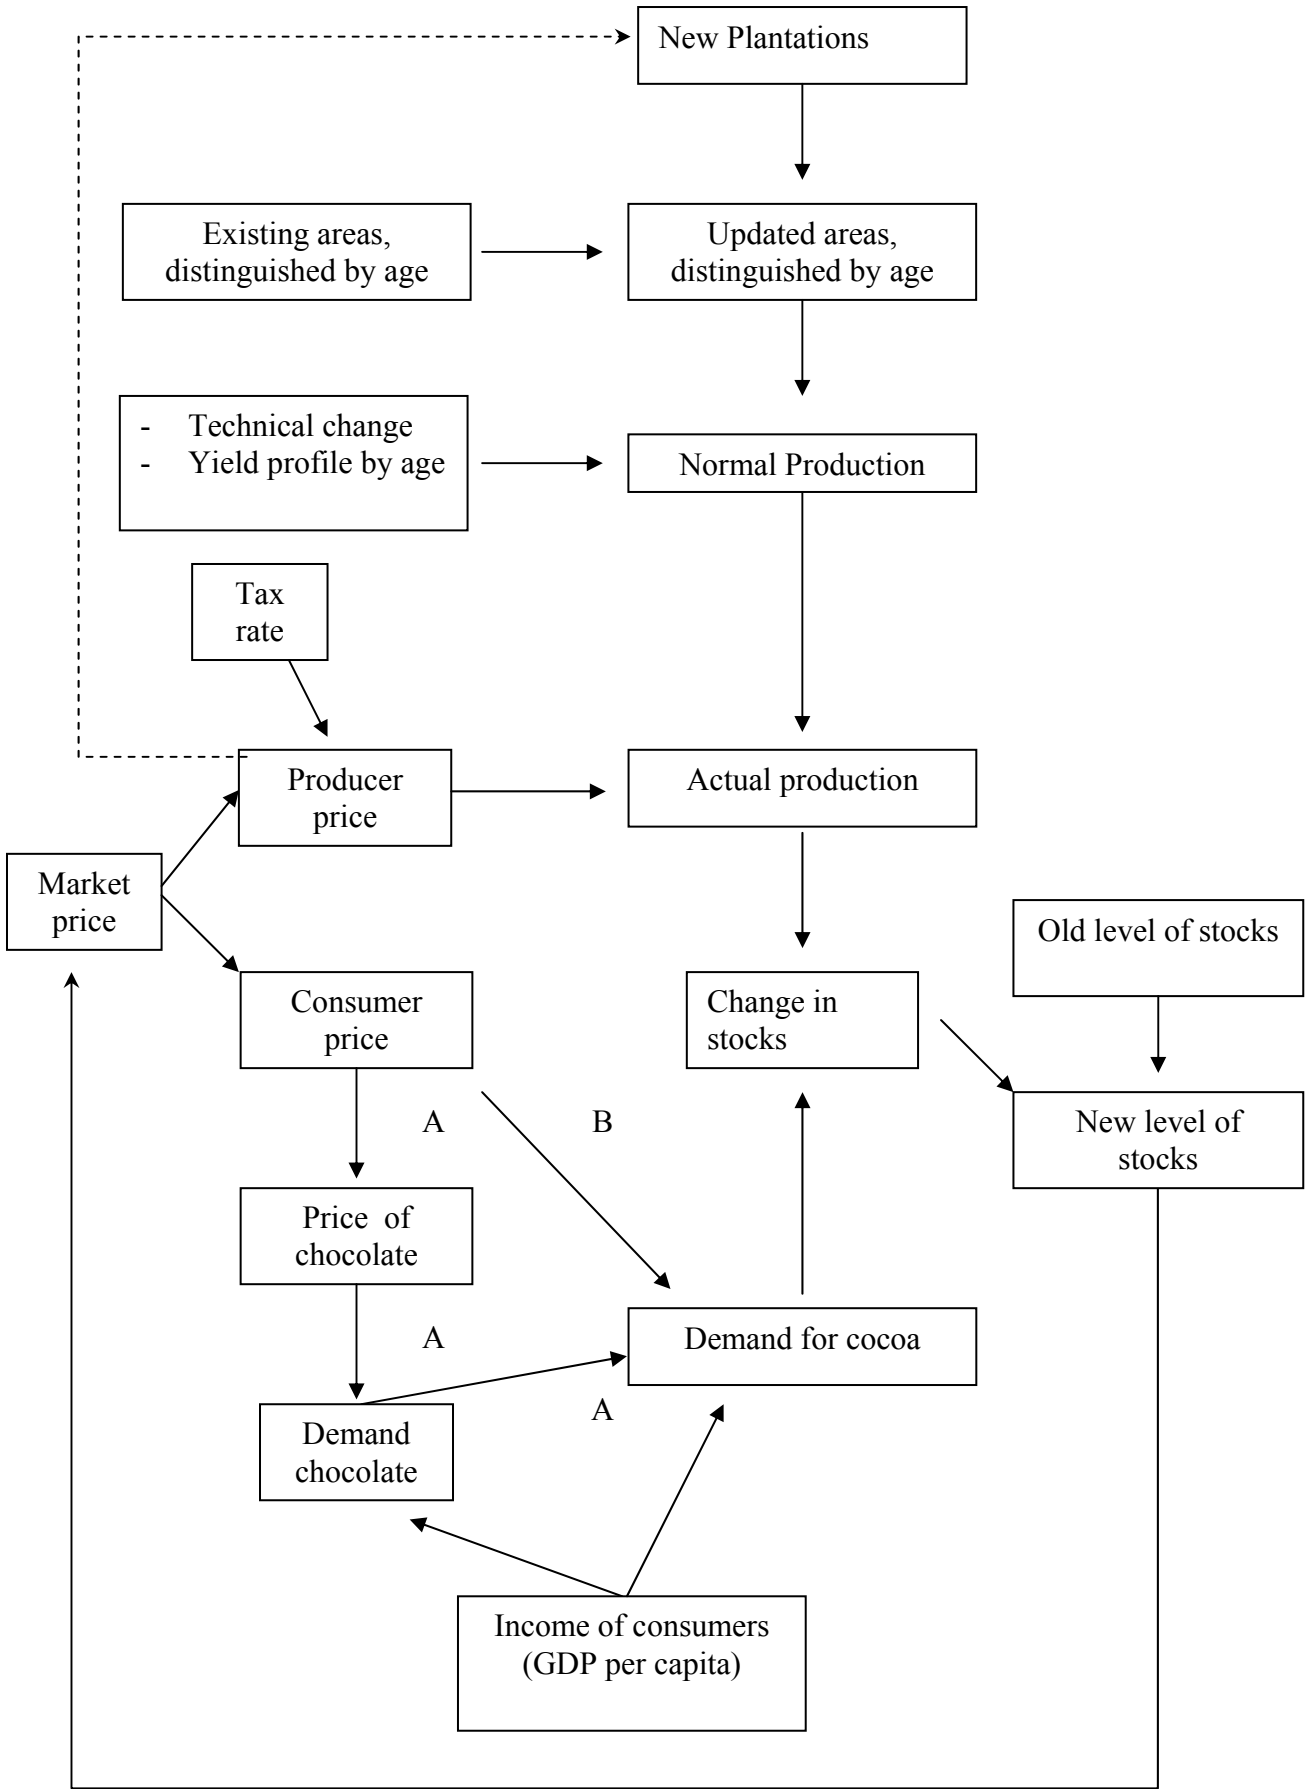 New Plantations
Existing areas,
distinguished by age
Updated areas,
distinguished by age
- Technical change
- Yield profile by age
Normal Production
Tax
rate
Producer
price
Actual production
Market
price
Old level of stocks
Consumer
price
Change in
stocks
A
B
New level of
stocks
Price of
chocolate
A
Demand for cocoa
A
Demand
chocolate
Income of consumers
(GDP per capita)